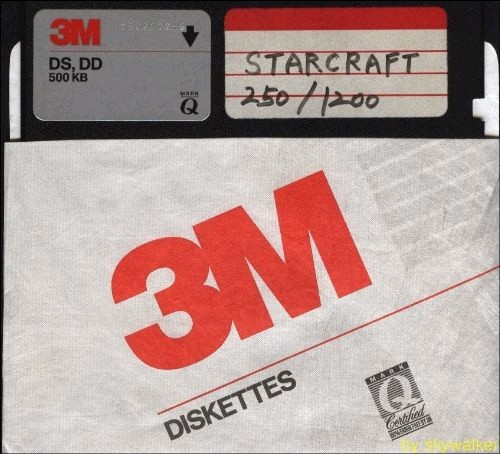 3M
DS, DD
500 KB
MARK
Q
STARCRAFT
250/1200
3M
DISKETTES
MARK
Q
Certified
by skywalker